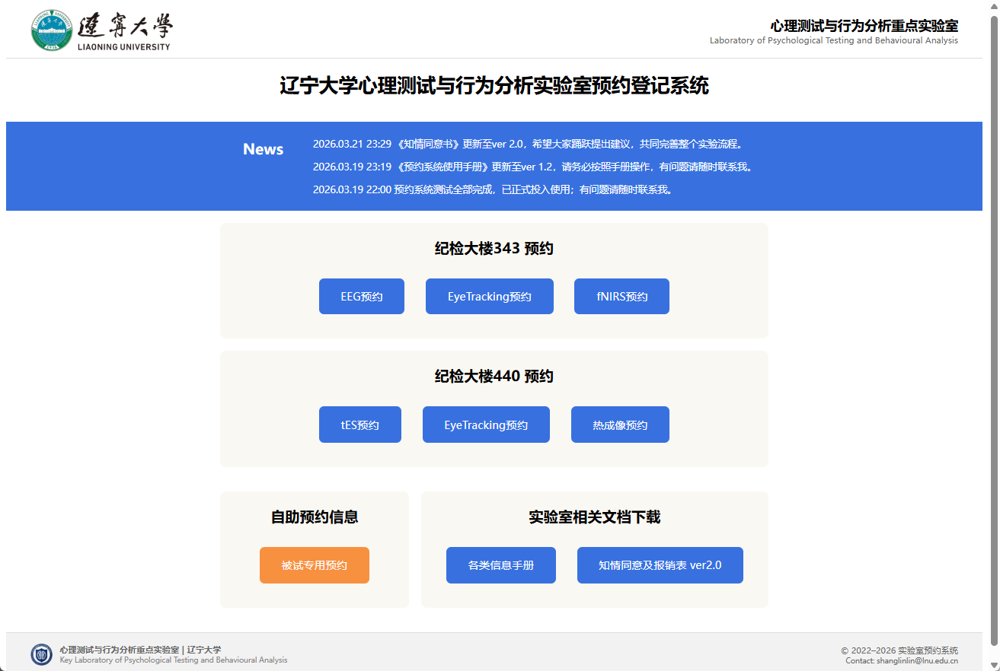 遼寧大學
LIAONING UNIVERSITY
心理测试与行为分析重点实验室
Laboratory of Psychological Testing and Behavioural Analysis
辽宁大学心理测试与行为分析实验室预约登记系统
News
2026.03.21 23:29 《知情同意书》更新至ver 2.0，希望大家踊跃提出建议，共同完善整个实验流程。
2026.03.19 23:19 《预约系统使用手册》更新至ver 1.2，请务必按照手册操作，有问题请随时联系我。
2026.03.19 22:00 预约系统测试全部完成，已正式投入使用；有问题请随时联系我。
纪检大楼343 预约
EEG预约
EyeTracking预约
fNIRS预约
纪检大楼440 预约
tES预约
EyeTracking预约
热成像预约
自助预约信息
被试专用预约
实验室相关文档下载
各类信息手册
知情同意及报销表 ver2.0
心理测试与行为分析重点实验室 | 辽宁大学
Key Laboratory of Psychological Testing and Behavioural Analysis
© 2022–2026 实验室预约系统
Contact: shanglinlin@lnu.edu.cn